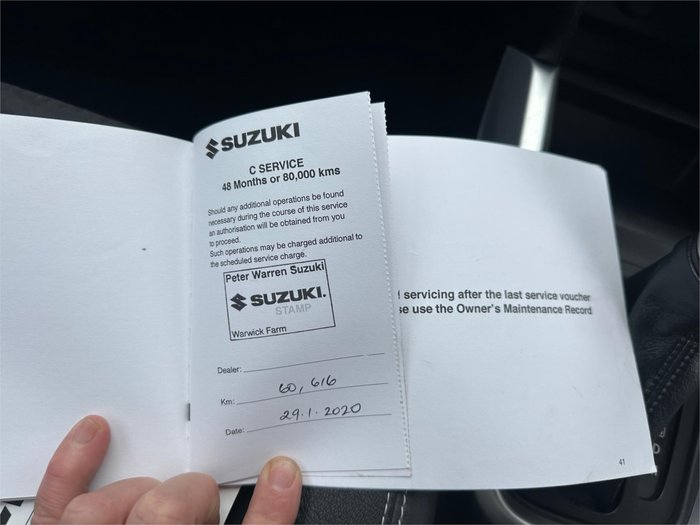 SUZUKI
C SERVICE
48 Months or 80,000 kms
Should any additional operations be found
necessary during the course of this service
an authorisation will be obtained from you
to proceed.
Such operations may be charged additional to
the scheduled service charge.
Peter Warren Suzuki
SUZUKI.
STAMP
Warwick Farm
Dealer:
Km: 60,616
Date: 29.1.2020
servicing after the last service voucher
use the Owner's Maintenance Record
41
D